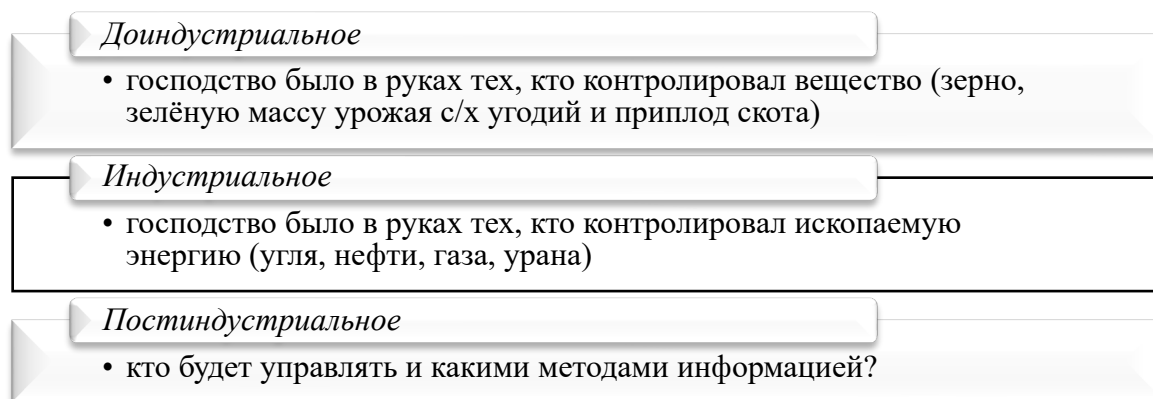 Доиндустриальное
• господство было в руках тех, кто контролировал вещество (зерно,
зелёную массу урожая с/х угодий и приплод скота)
Индустриальное
• господство было в руках тех, кто контролировал ископаемую
энергию (угля, нефти, газа, урана)
Постиндустриальное
• кто будет управлять и какими методами информацией?